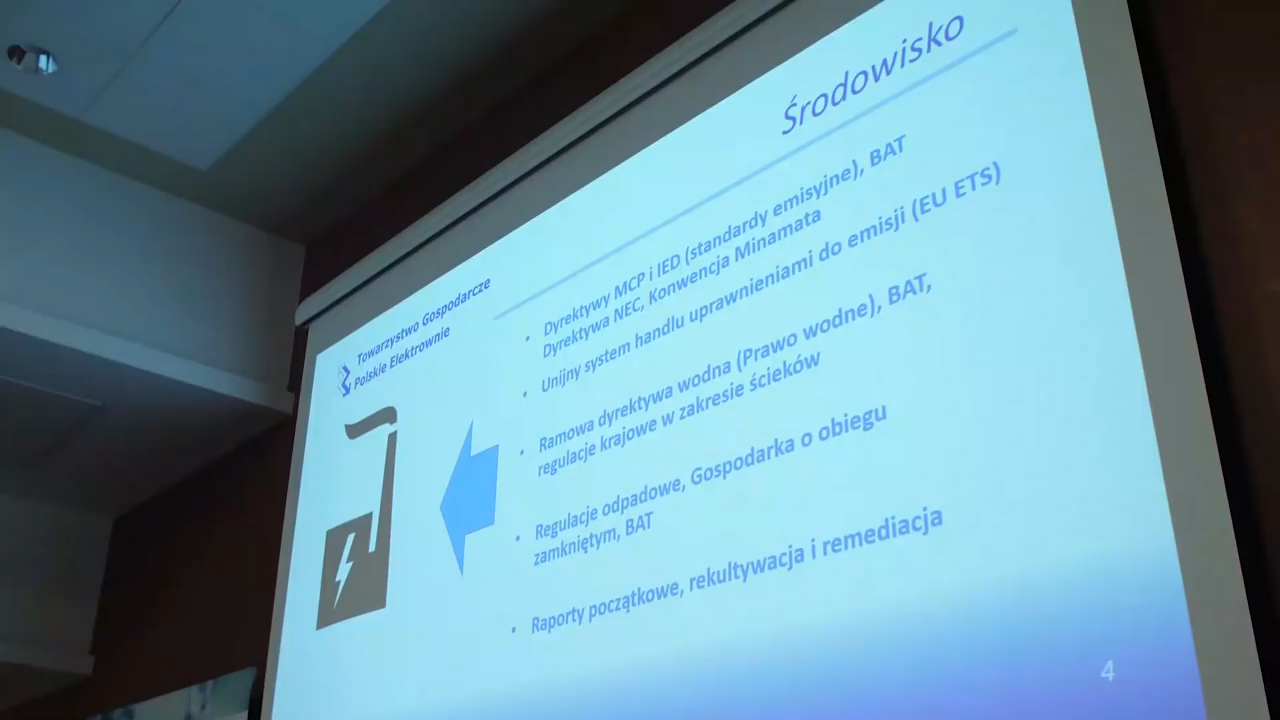 Środowisko
Towarzystwo Gospodarcze
Polskie Elektrownie
• Dyrektywy MCP i IED (standardy emisyjne), BAT
Dyrektywa NEC, Konwencja Minamata
• Unijny system handlu uprawnieniami do emisji (EU ETS)
• Ramowa dyrektywa wodna (Prawo wodne), BAT,
regulacje krajowe w zakresie ścieków
• Regulacje odpadowe, Gospodarka o obiegu
zamkniętym, BAT
• Raporty początkowe, rekultywacja i remediacja
4